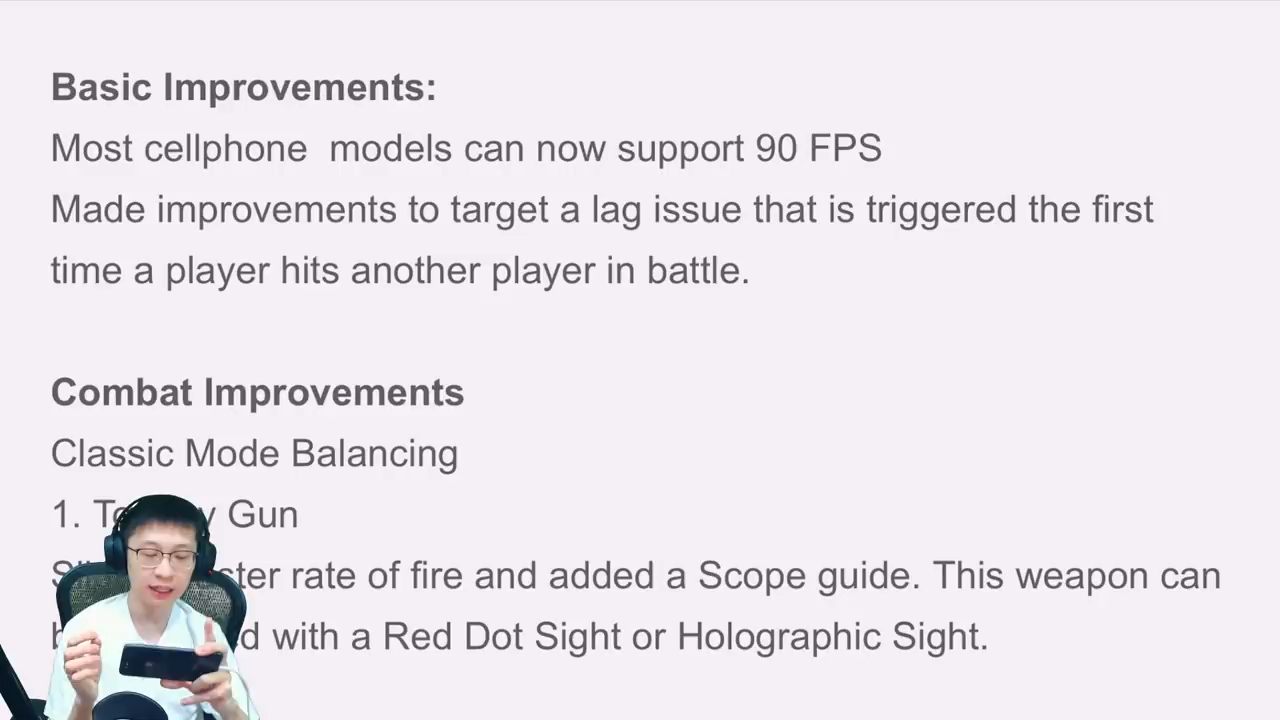 Basic Improvements:
Most cellphone  models can now support 90 FPS
Made improvements to target a lag issue that is triggered the first
time a player hits another player in battle.
Combat Improvements
Classic Mode Balancing
1. Gun
rate of fire and added a Scope guide. This weapon can
with a Red Dot Sight or Holographic Sight.